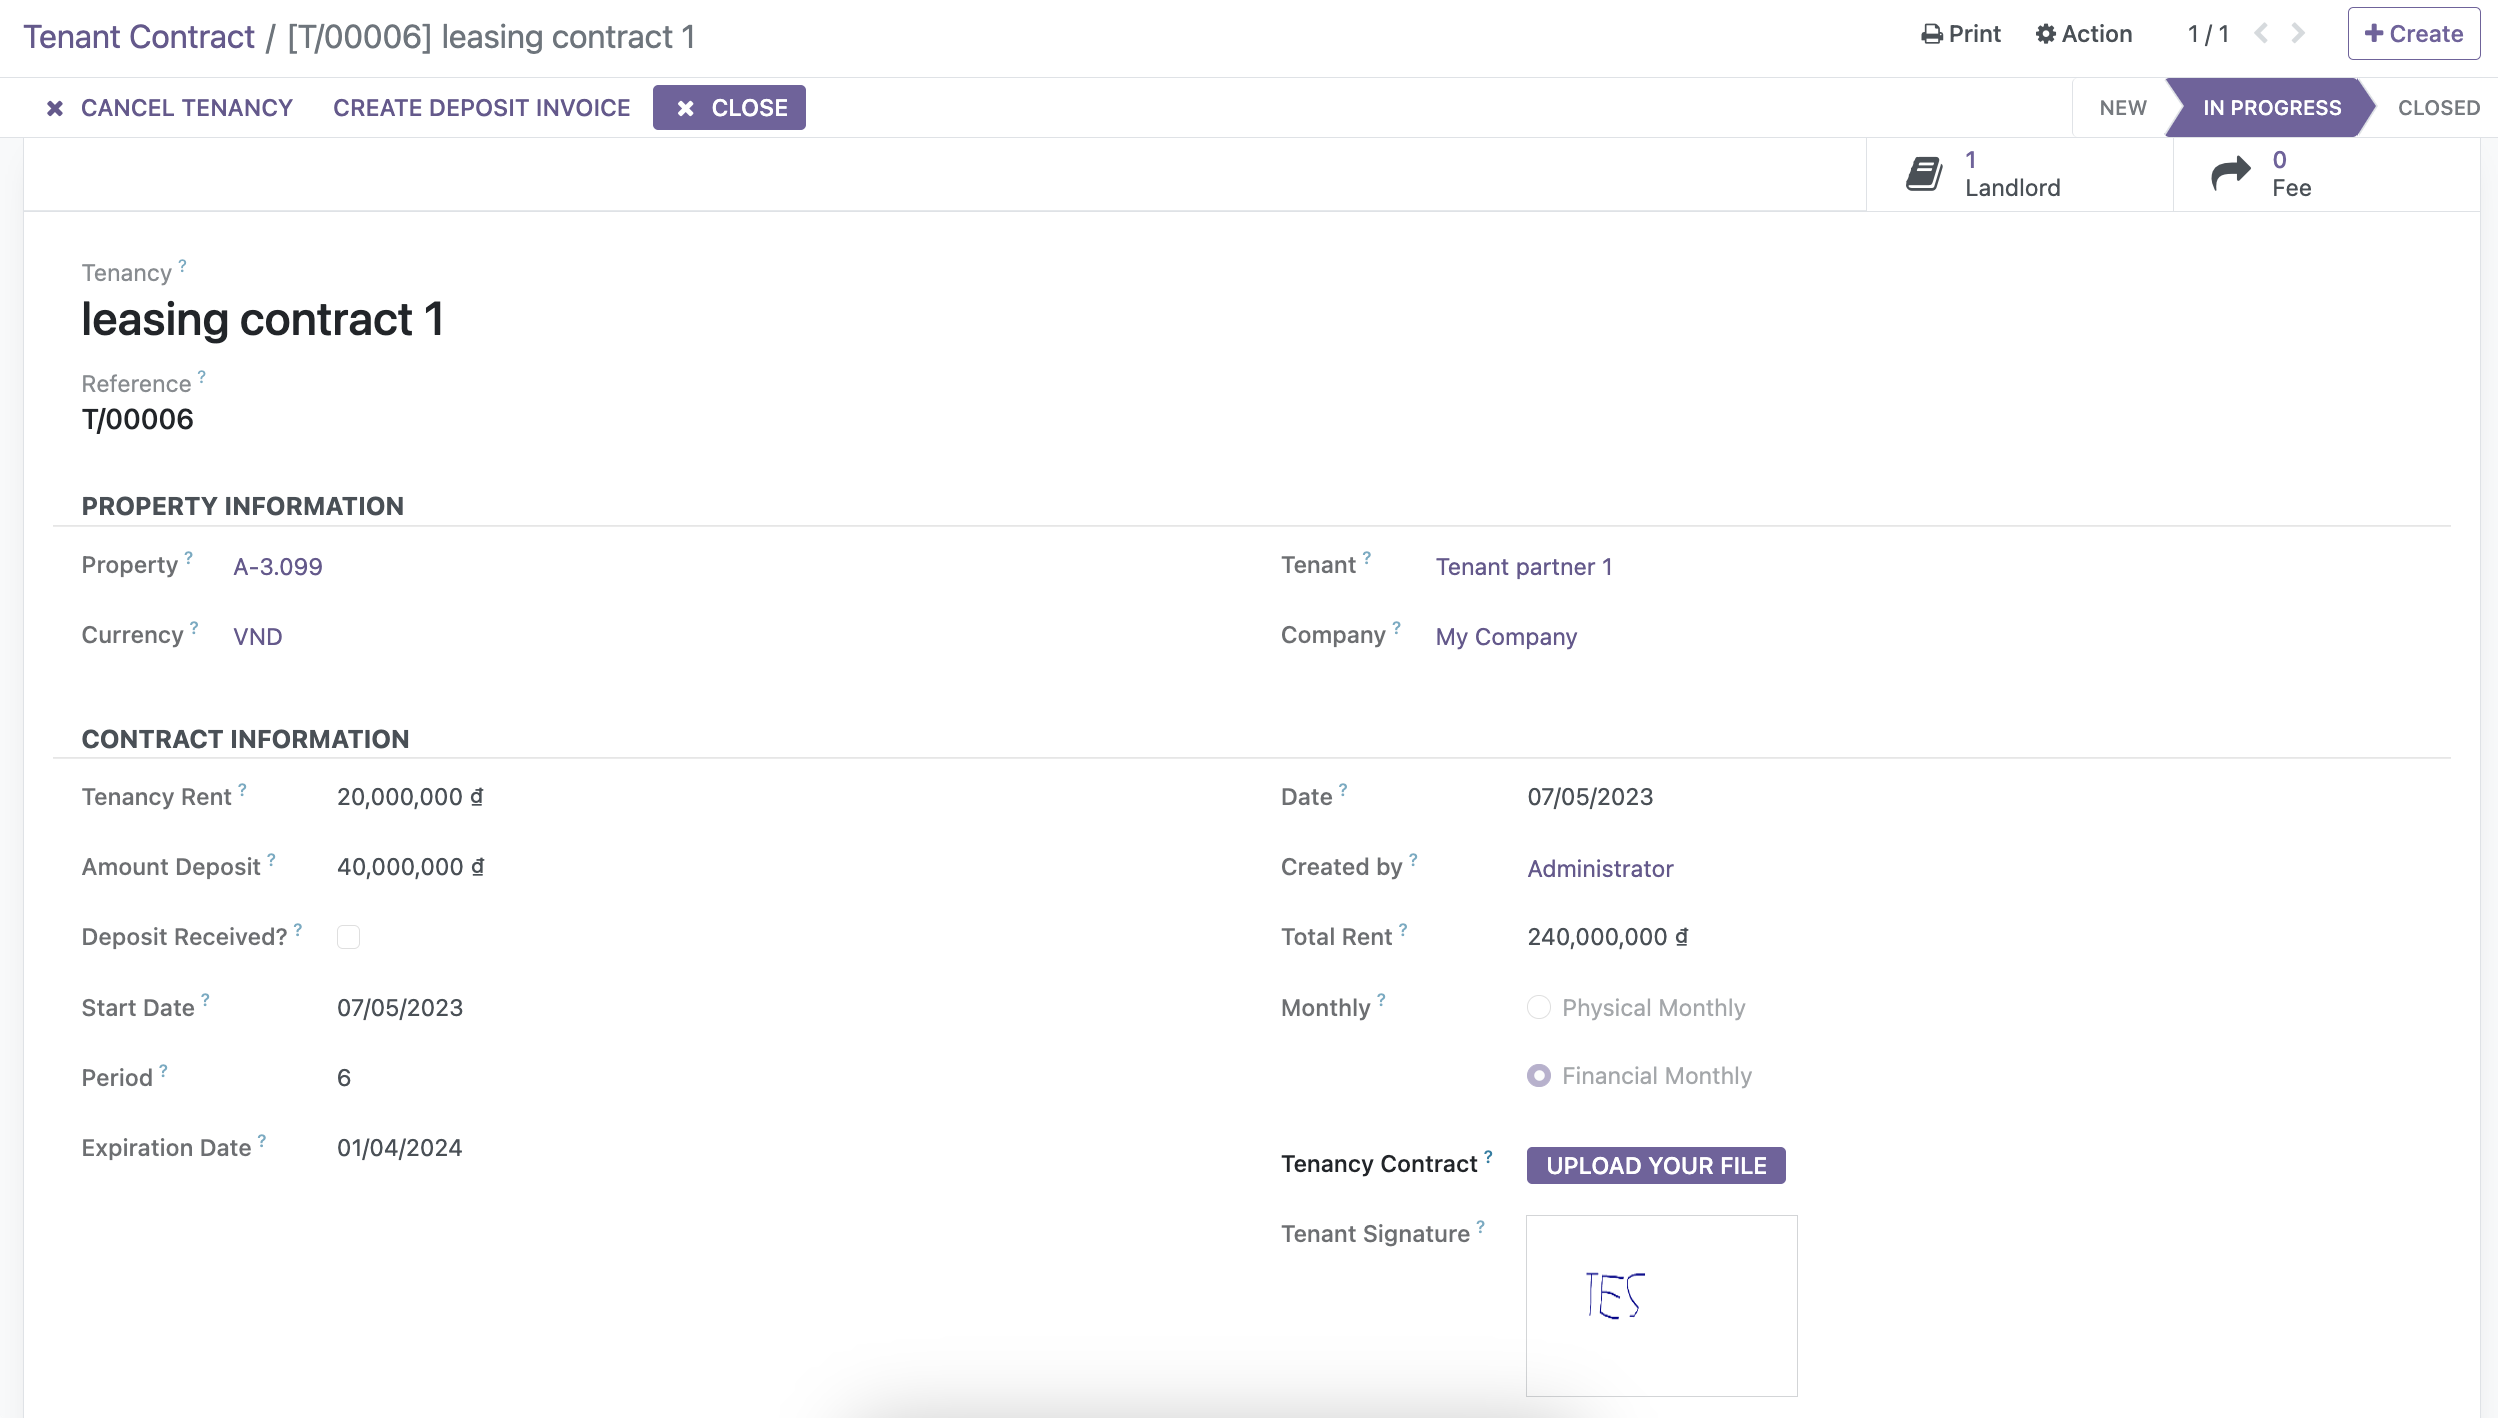 Tenant Contract / [T/00006] leasing contract 1
Print Action 1 / 1 Create
CANCEL TENANCY CREATE DEPOSIT INVOICE CLOSE NEW IN PROGRESS CLOSED
1 Landlord
0 Fee
Tenancy ?
leasing contract 1
Reference ?
T/00006
PROPERTY INFORMATION
Property ? A-3.099
Tenant ? Tenant partner 1
Currency ? VND
Company ? My Company
CONTRACT INFORMATION
Tenancy Rent ? 20,000,000 ₫
Date ? 07/05/2023
Amount Deposit ? 40,000,000 ₫
Created by ? Administrator
Deposit Received? ?
Total Rent ? 240,000,000 ₫
Start Date ? 07/05/2023
Monthly ? Physical Monthly
Period ? 6
Financial Monthly
Expiration Date ? 01/04/2024
Tenancy Contract ? UPLOAD YOUR FILE
Tenant Signature ?
TES